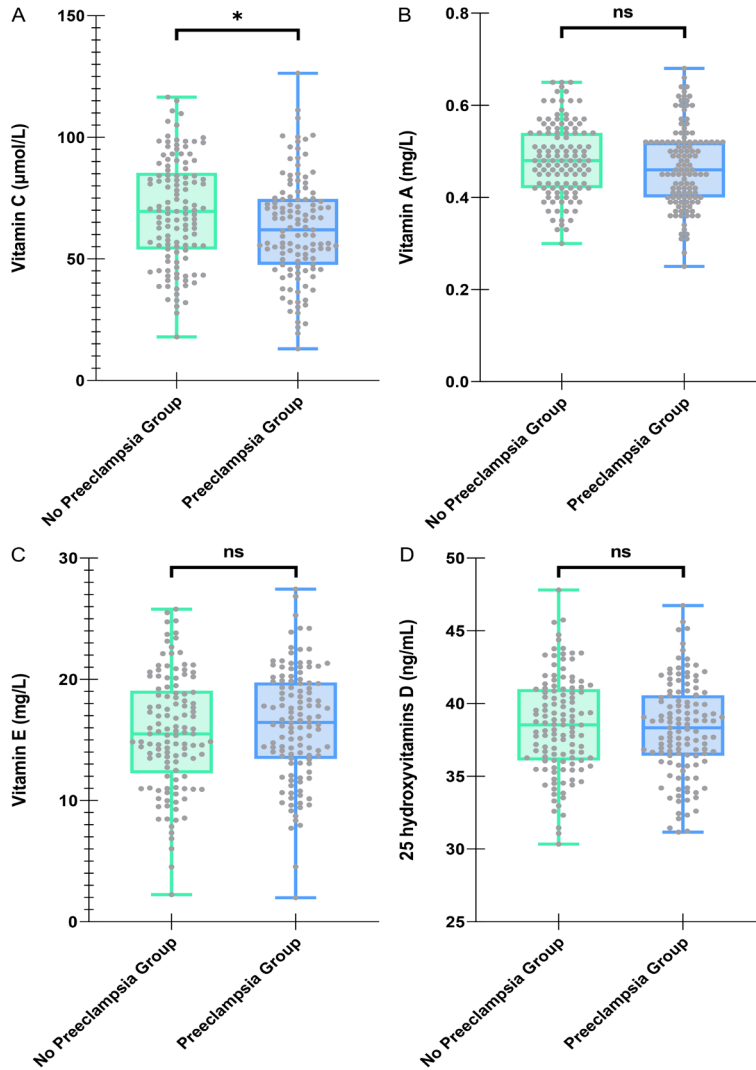 A
*
Vitamin C (μmol/L)
150
100
50
0
No Preeclampsia Group
Preeclampsia Group
B
ns
Vitamin A (mg/L)
0.8
0.6
0.4
0.2
0.0
No Preeclampsia Group
Preeclampsia Group
C
ns
Vitamin E (mg/L)
30
20
10
0
No Preeclampsia Group
Preeclampsia Group
D
ns
25 hydroxyvitamins D (ng/mL)
50
45
40
35
30
25
No Preeclampsia Group
Preeclampsia Group